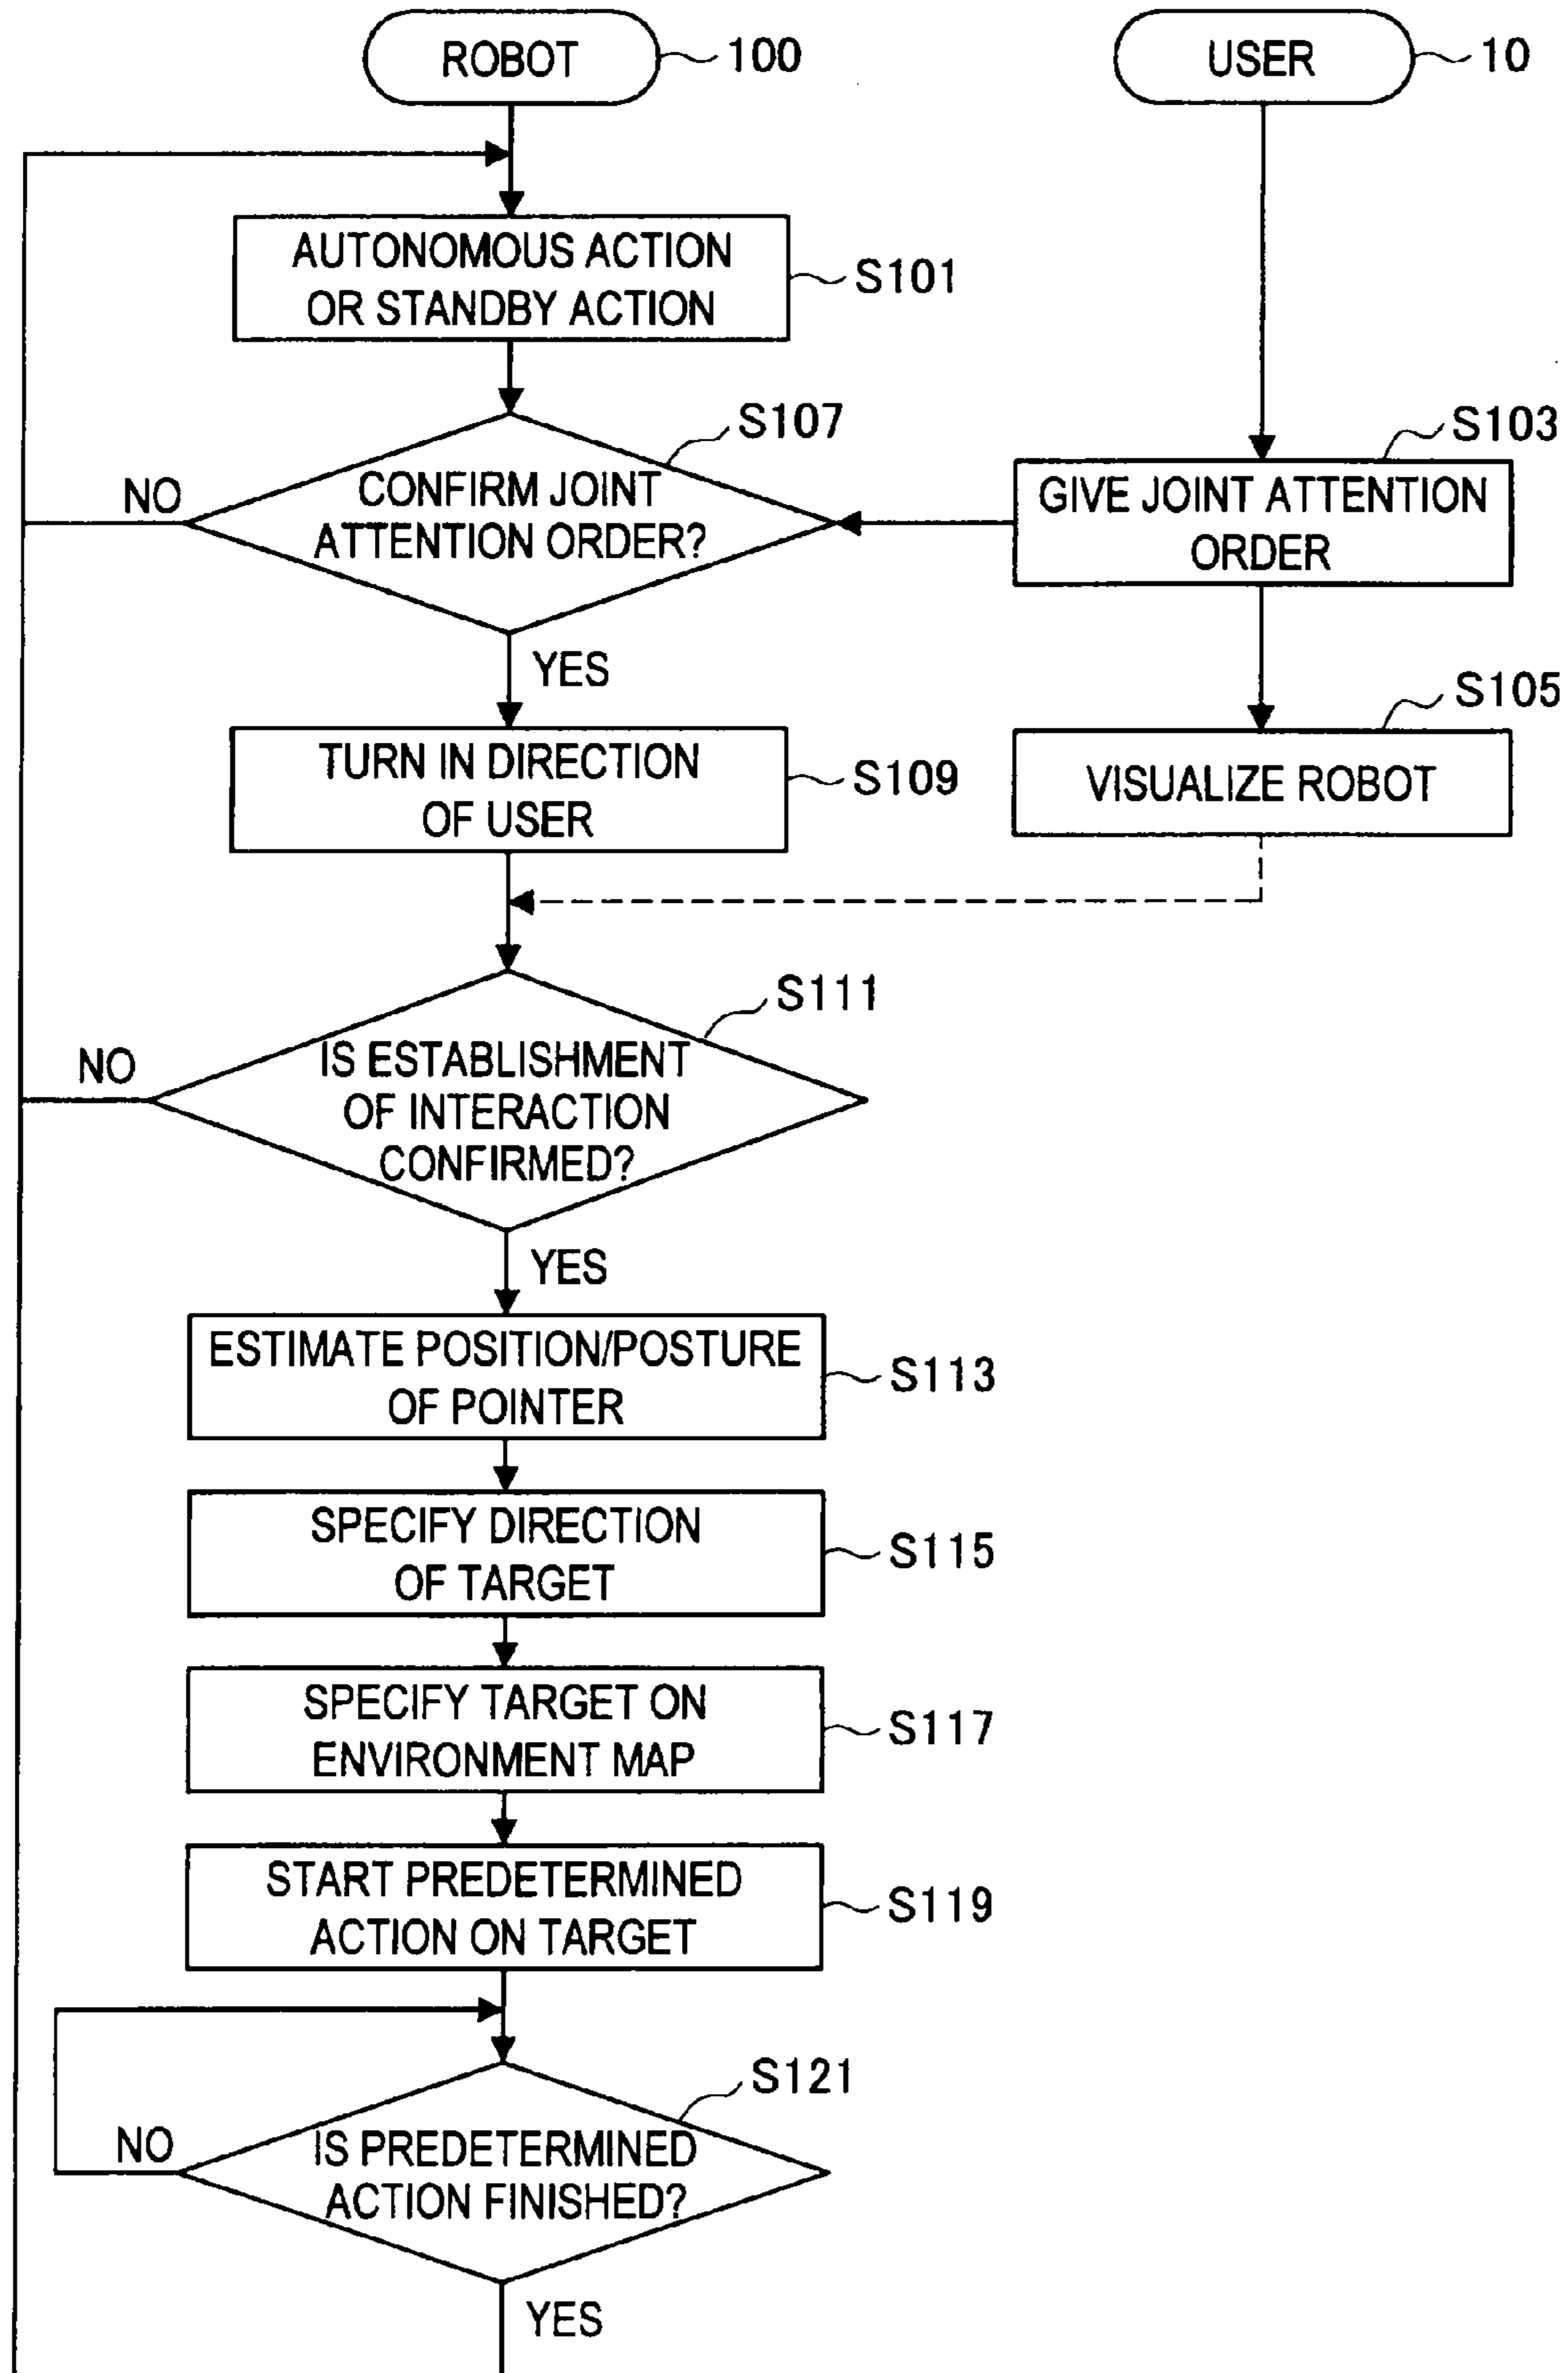 ROBOT
100
USER
10
AUTONOMOUS ACTION
OR STANDBY ACTION
S101
S107
S103
NO
CONFIRM JOINT
ATTENTION ORDER?
GIVE JOINT ATTENTION
ORDER
YES
S105
TURN IN DIRECTION
OF USER
S109
VISUALIZE ROBOT
S111
NO
IS ESTABLISHMENT
OF INTERACTION
CONFIRMED?
YES
ESTIMATE POSITION/POSTURE
OF POINTER
S113
SPECIFY DIRECTION
OF TARGET
S115
SPECIFY TARGET ON
ENVIRONMENT MAP
S117
START PREDETERMINED
ACTION ON TARGET
S119
S121
NO
IS PREDETERMINED
ACTION FINISHED?
YES